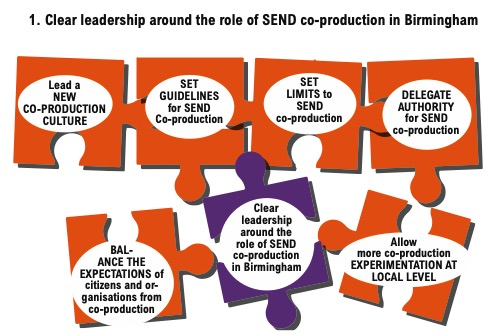 1. Clear leadership around the role of SEND co-production in Birmingham
Lead a
NEW
CO-PRODUCTION
CULTURE
SET
GUIDELINES
for SEND
Co-production
SET
LIMITS to
SEND
co-production
DELEGATE
AUTHORITY
for SEND
co-production
BAL-
ANCE THE
EXPECTATIONS of
citizens and or-
ganisations from
co-production
Clear
leadership
around the
role of SEND
co-production
in Birmingham
Allow
more co-production
EXPERIMENTATION AT
LOCAL LEVEL